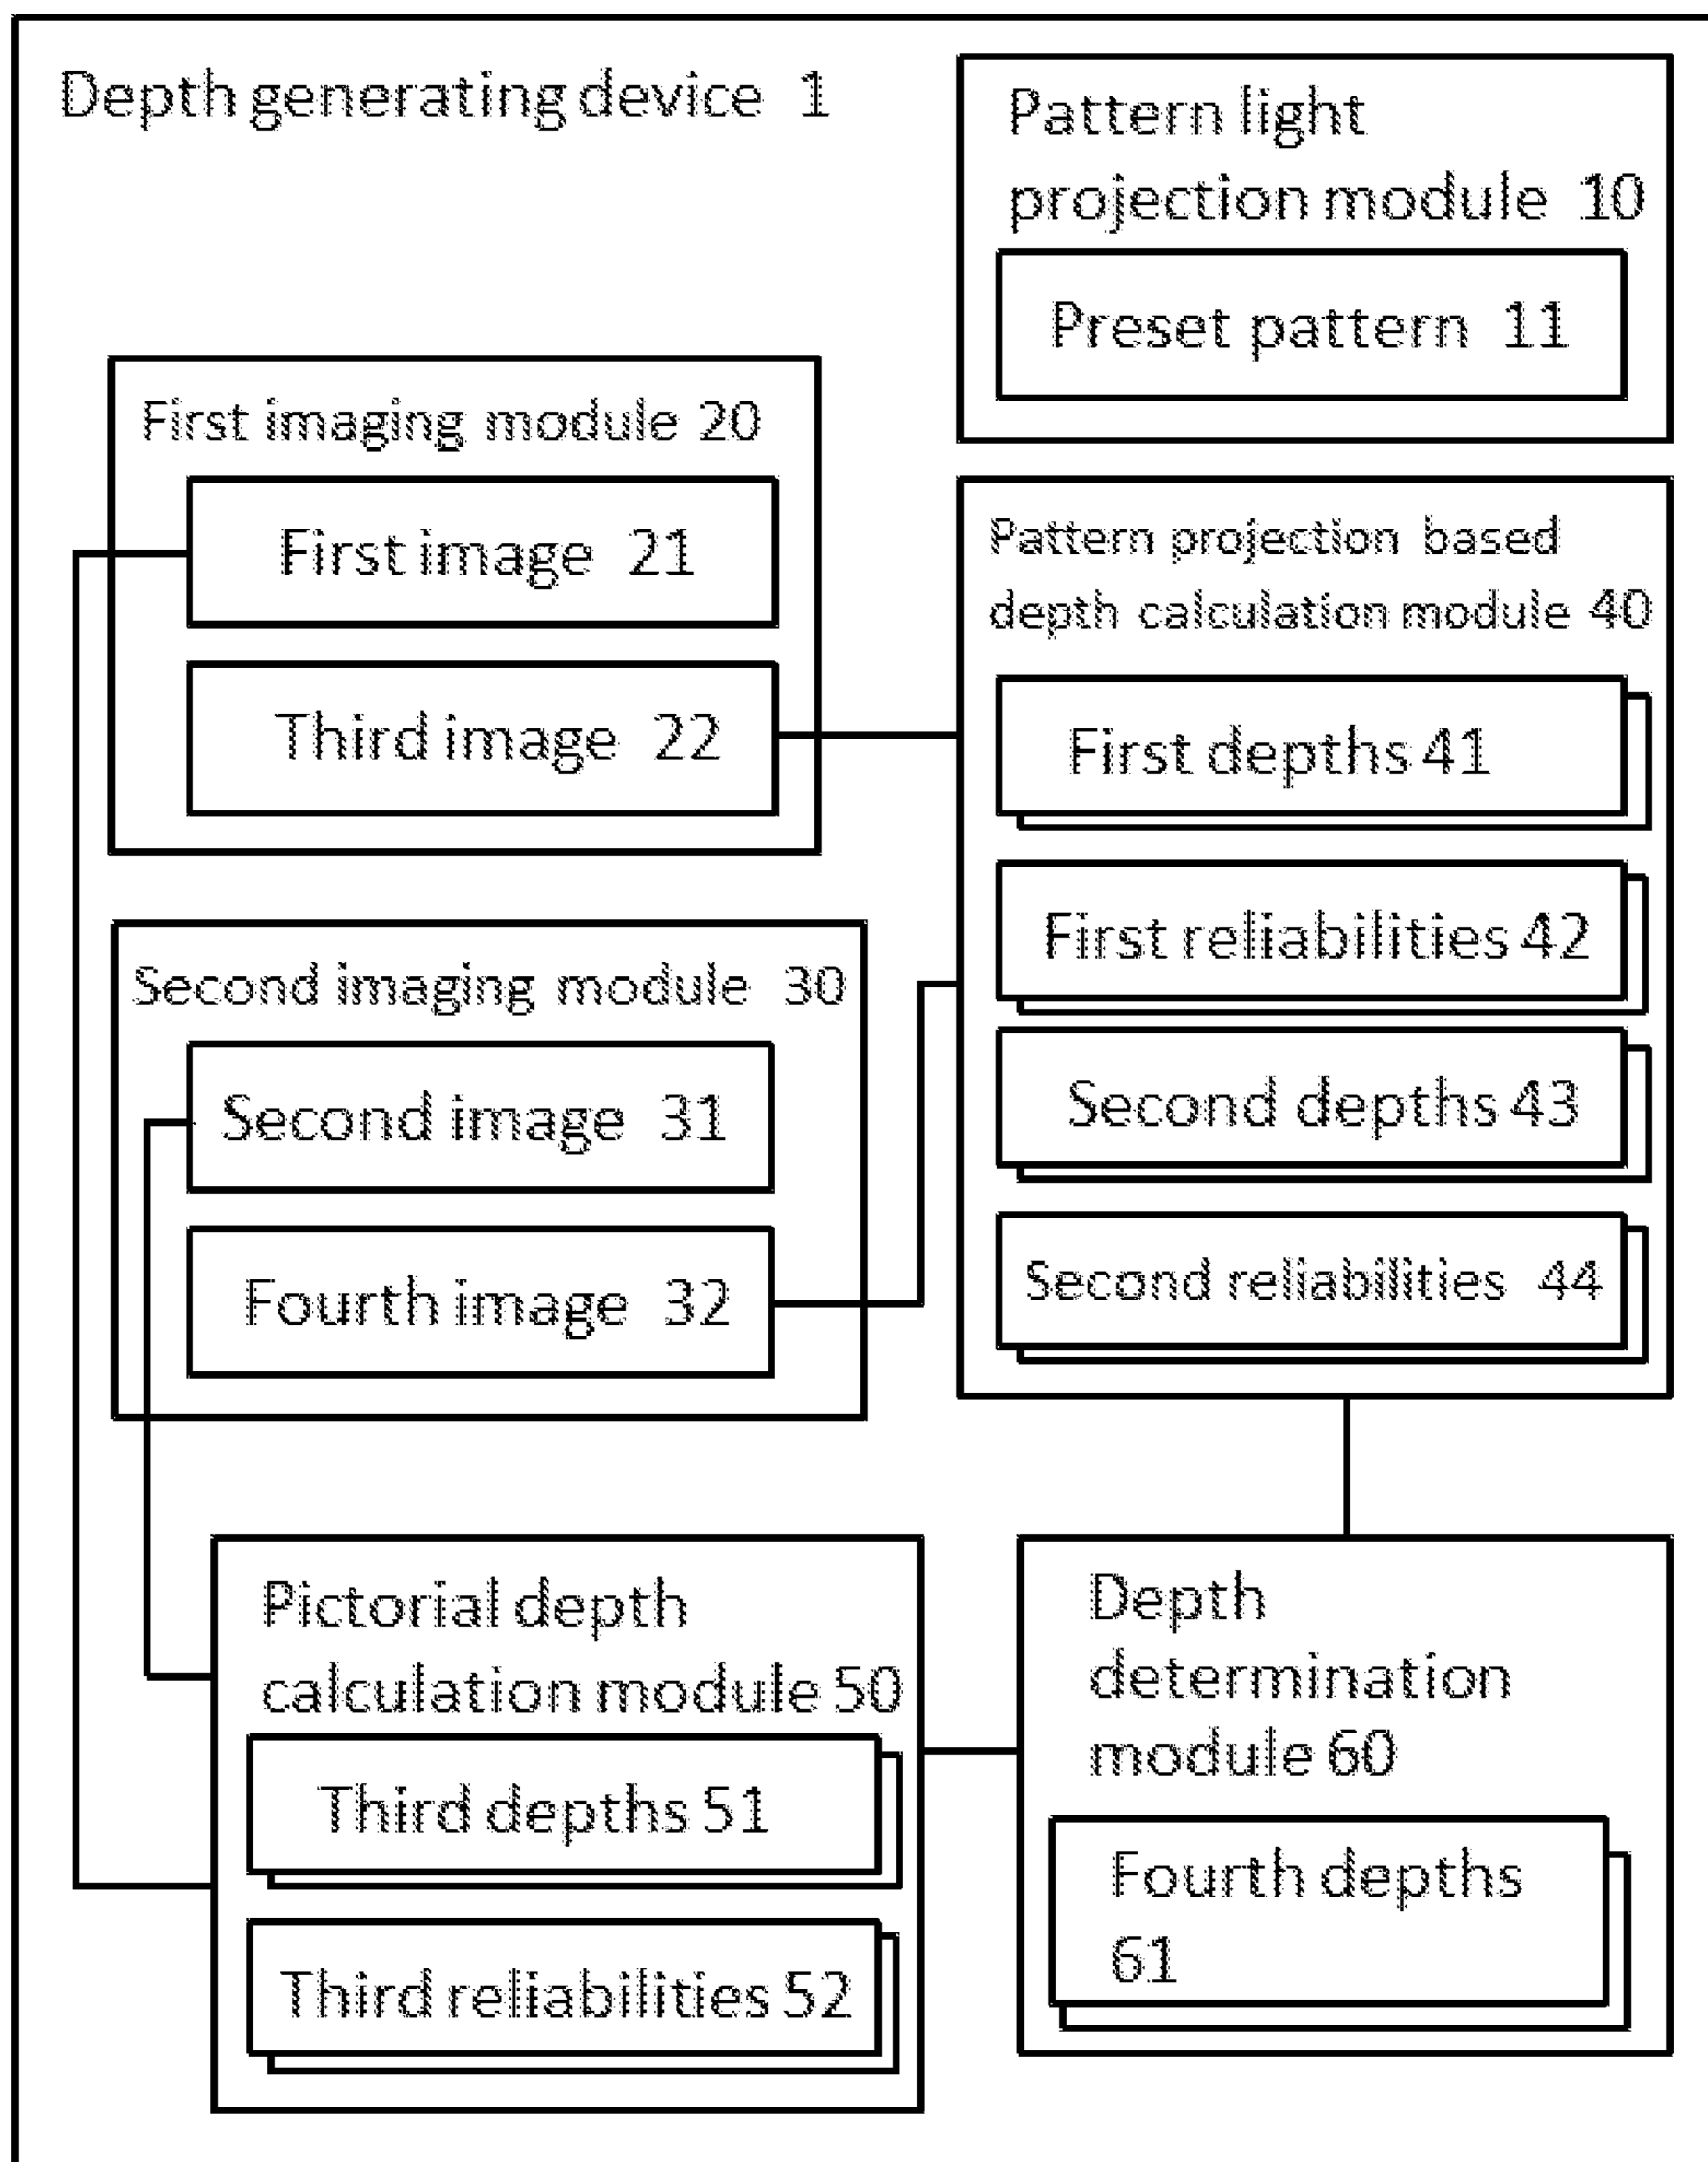 Depth generating device 1
Pattern light
projection module 10
Preset pattern 11
First imaging module 20
First image 21
Third image 22
Pattern projection based
depth calculation module 40
First depths 41
First reliabilities 42
Second depths 43
Second reliabilities 44
Second imaging module 30
Second image 31
Fourth image 32
Pictorial depth
calculation module 50
Third depths 51
Third reliabilities 52
Depth
determination
module 60
Fourth depths
61